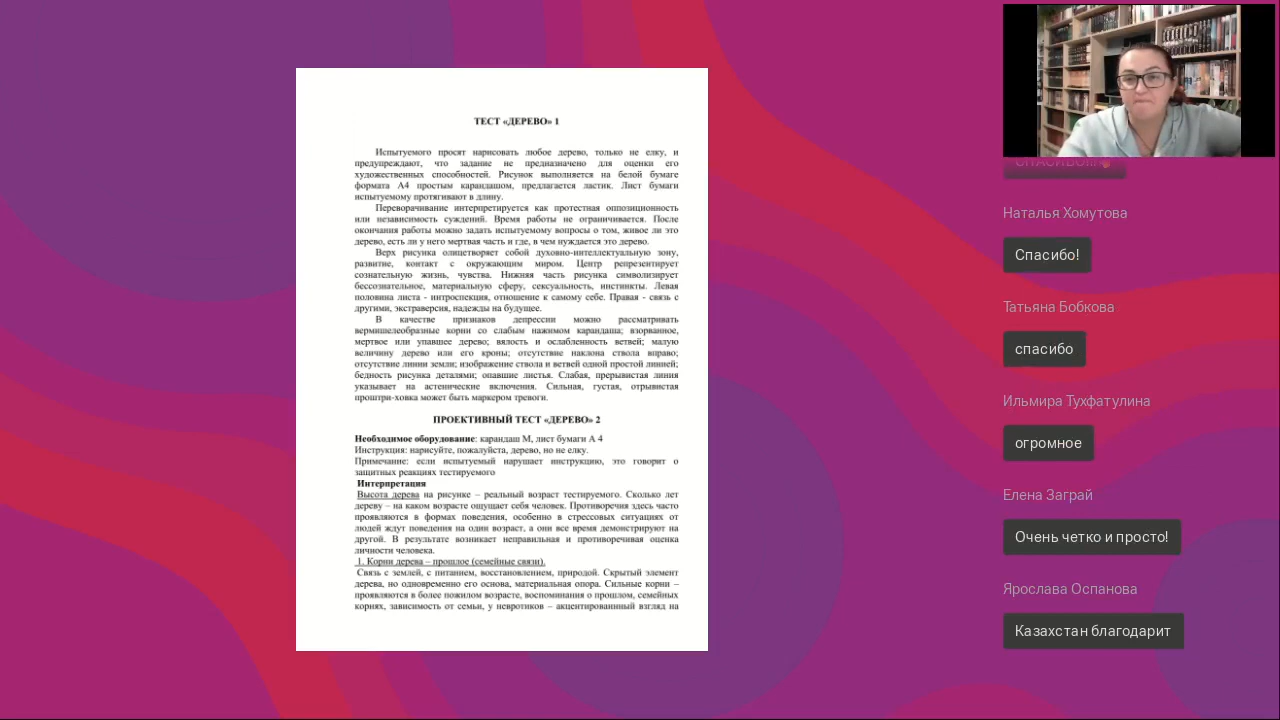 ТЕСТ «ДЕРЕВО» 1
Испытуемого просят нарисовать любое дерево, только не елку, и
предупреждают, что задание не предназначено для оценки его
художественных способностей. Рисунок выполняется на белой бумаге
формата А4 простым карандашом, предлагается ластик. Лист бумаги
испытуемому протягивают в длину.
Переворачивание интерпретируется как протестная оппозиционность
или независимость суждений. Время работы не ограничивается. После
окончания работы можно задать испытуемому вопросы о том, живое ли это
дерево, есть ли у него мертвая часть и где, в чем нуждается это дерево.
Верх рисунка олицетворяет собой духовно-интеллектуальную зону,
развитие, контакт с окружающим миром. Центр репрезентирует
сознательную жизнь, чувства. Нижняя часть рисунка символизирует
бессознательное, материальную сферу, сексуальность, инстинкты. Левая
половина листа - интроспекция, отношение к самому себе. Правая - связь с
другими, экстраверсия, надежды на будущее.
В качестве признаков депрессии можно рассматривать
вермишелеобразные корни со слабым нажимом карандаша; взорванное,
мертвое или упавшее дерево; вялость и ослабленность ветвей; малую
величину дерево или его кроны; отсутствие наклона ствола вправо;
отсутствие линии земли; изображение ствола и ветвей одной простой линией;
бедность рисунка деталями; опавшие листья. Слабая, прерывистая линия
указывает на астенические включения. Сильная, густая, отрывистая
проштри-ховка может быть маркером тревоги.
ПРОЕКТИВНЫЙ ТЕСТ «ДЕРЕВО» 2
Необходимое оборудование: карандаш М, лист бумаги А 4
Инструкция: нарисуйте, пожалуйста, дерево, но не елку.
Примечание: если испытуемый нарушает инструкцию, это говорит о
защитных реакциях тестируемого
Интерпретация
Высота дерева на рисунке – реальный возраст тестируемого. Сколько лет
дереву – на каком возрасте ощущает себя человек. Противоречия здесь часто
проявляются в формах поведения, особенно в стрессовых ситуациях от
людей ждут поведения на один возраст, а они все время демонстрируют на
другой. В результате возникает неправильная и противоречивая оценка
личности человека.
1. Корни дерева – прошлое (семейные связи).
Связь с землей, с питанием, восстановлением, природой. Скрытый элемент
дерева, но одновременно его основа, материальная опора. Сильные корни –
проявляются в более пожилом возрасте, воспоминания о прошлом, семейных
корнях, зависимость от семьи, у невротиков – акцентированнный взгляд на
Наталья Хомутова
Спасибо!
Татьяна Бобкова
спасибо
Ильмира Тухфатулина
огромное
Елена Заграй
Очень четко и просто!
Ярослава Оспанова
Казахстан благодарит